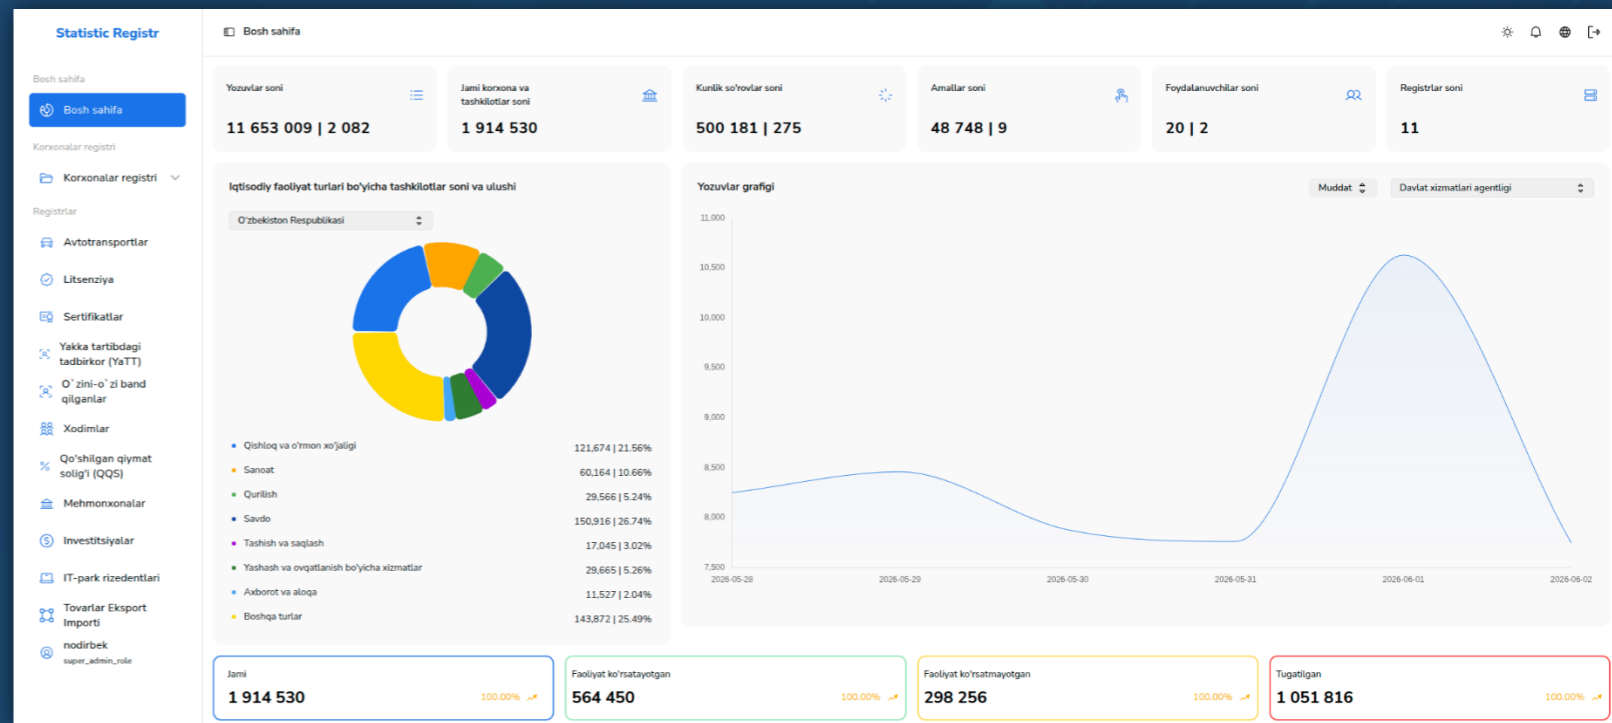 Statistic Registr
Bosh sahifa
Bosh sahifa
Bosh sahifa
Korxonalar registri
Korxonalar registri
Registrlar
Avtotransportlar
Litsenziya
Sertifikatlar
Yakka tartibdagi
tadbirkor (YaTT)
O`zini-o`zi band
qilganlar
Xodimlar
Qo'shilgan qiymat
solig'i (QQS)
Mehmonxonalar
Investitsiyalar
IT-park rizedentlari
Tovarlar Eksport
Importi
nodirbek
super_admin_role
Yozuvlar soni
11 653 009 | 2 082
Jami korxona va
tashkilotlar soni
1 914 530
Kunlik so'rovlar soni
500 181 | 275
Amallar soni
48 748 | 9
Foydalanuvchilar soni
20 | 2
Registrlar soni
11
Iqtisodiy faoliyat turlari bo'yicha tashkilotlar soni va ulushi
O'zbekiston Respublikasi
Qishloq va o'rmon xo'jaligi 121,674 | 21.56%
Sanoat 60,164 | 10.66%
Qurilish 29,566 | 5.24%
Savdo 150,916 | 26.74%
Tashish va saqlash 17,045 | 3.02%
Yashash va ovqatlanish bo'yicha xizmatlar 29,665 | 5.26%
Axborot va aloqa 11,527 | 2.04%
Boshqa turlar 143,872 | 25.49%
Yozuvlar grafigi
Muddat
Davlat xizmatlari agentligi
11,000
10,500
10,000
9,500
9,000
8,500
8,000
7,500
2026-05-28 2026-05-29 2026-05-30 2026-05-31 2026-06-01 2026-06-02
Jami
1 914 530 100.00%
Faoliyat ko'rsatayotgan
564 450 100.00%
Faoliyat ko'rsatmayotgan
298 256 100.00%
Tugatilgan
1 051 816 100.00%